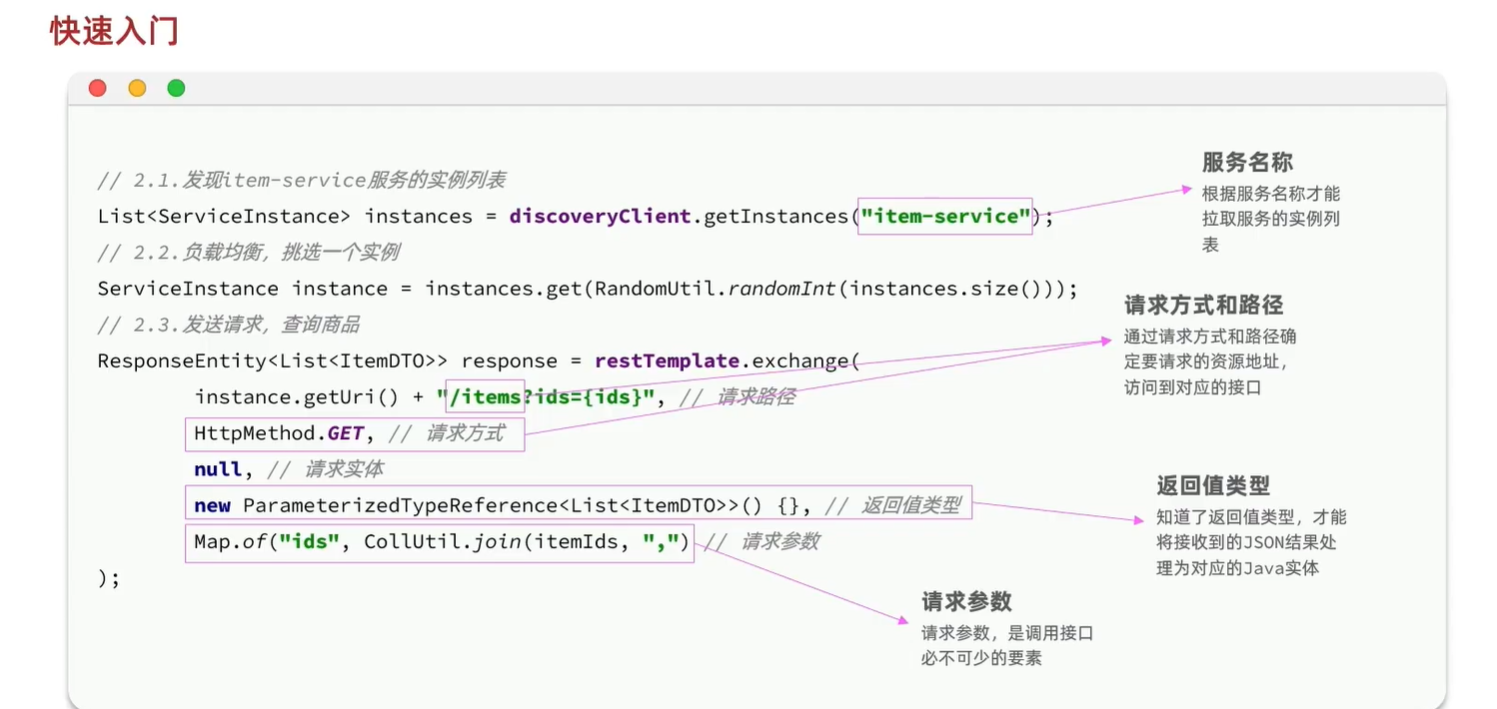 快速入门
// 2.1.发现item-service服务的实例列表
List<ServiceInstance> instances = discoveryClient.getInstances("item-service");
// 2.2.负载均衡，挑选一个实例
ServiceInstance instance = instances.get(RandomUtil.randomInt(instances.size()));
// 2.3.发送请求，查询商品
ResponseEntity<List<ItemDTO>> response = restTemplate.exchange(
instance.getUri() + "/items?ids={ids}", // 请求路径
HttpMethod.GET, // 请求方式
null, // 请求实体
new ParameterizedTypeReference<List<ItemDTO>>() {}, // 返回值类型
Map.of("ids", CollUtil.join(itemIds, ",") // 请求参数
);
服务名称
根据服务名称才能
拉取服务的实例列
表
请求方式和路径
通过请求方式和路径确
定要请求的资源地址，
访问到对应的接口
返回值类型
知道了返回值类型，才能
将接收到的JSON结果处
理为对应的Java实体
请求参数
请求参数，是调用接口
必不可少的要素